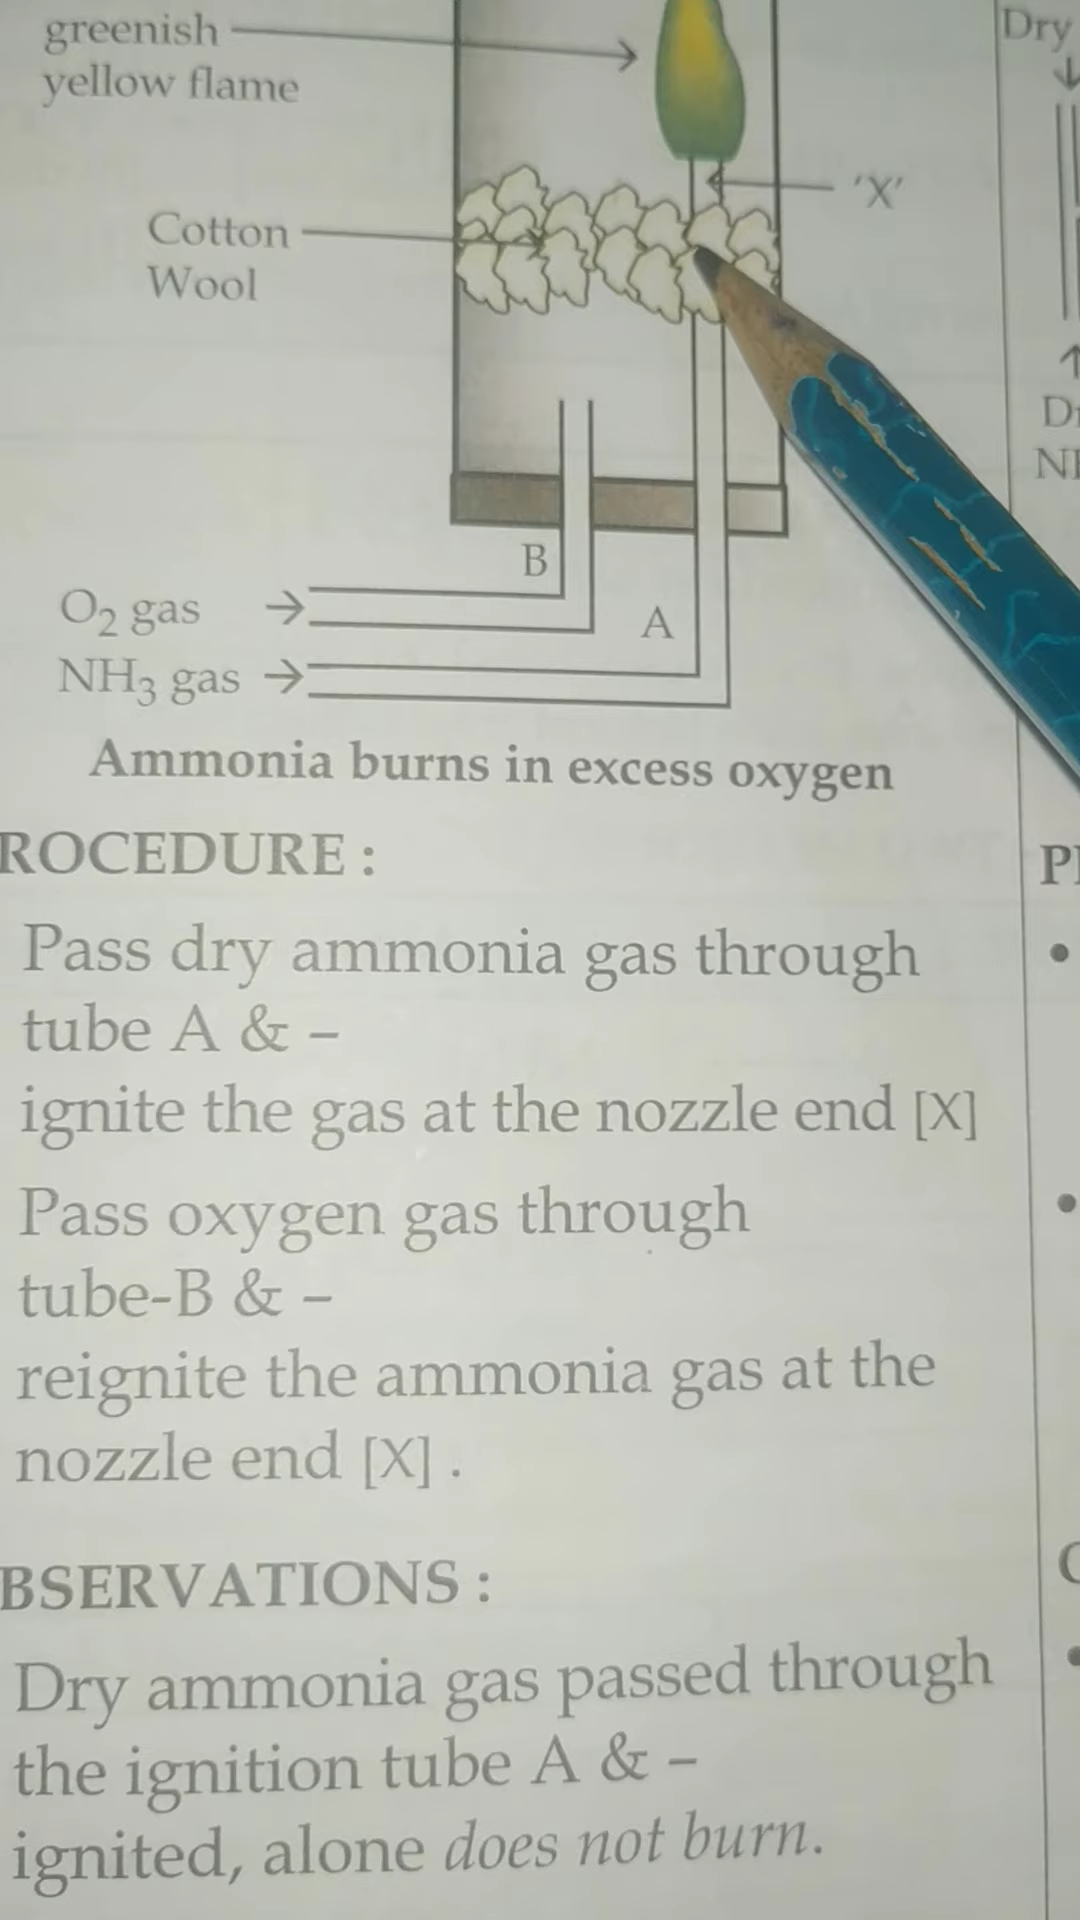 greenish
yellow flame
'X'
Cotton
Wool
B
O₂ gas
A
NH₃ gas
Ammonia burns in excess oxygen
ROCEDURE :
Pass dry ammonia gas through
tube A & –
ignite the gas at the nozzle end [X]
Pass oxygen gas through
tube-B & –
reignite the ammonia gas at the
nozzle end [X] .
BSERVATIONS :
Dry ammonia gas passed through
the ignition tube A & –
ignited, alone does not burn.
Dry